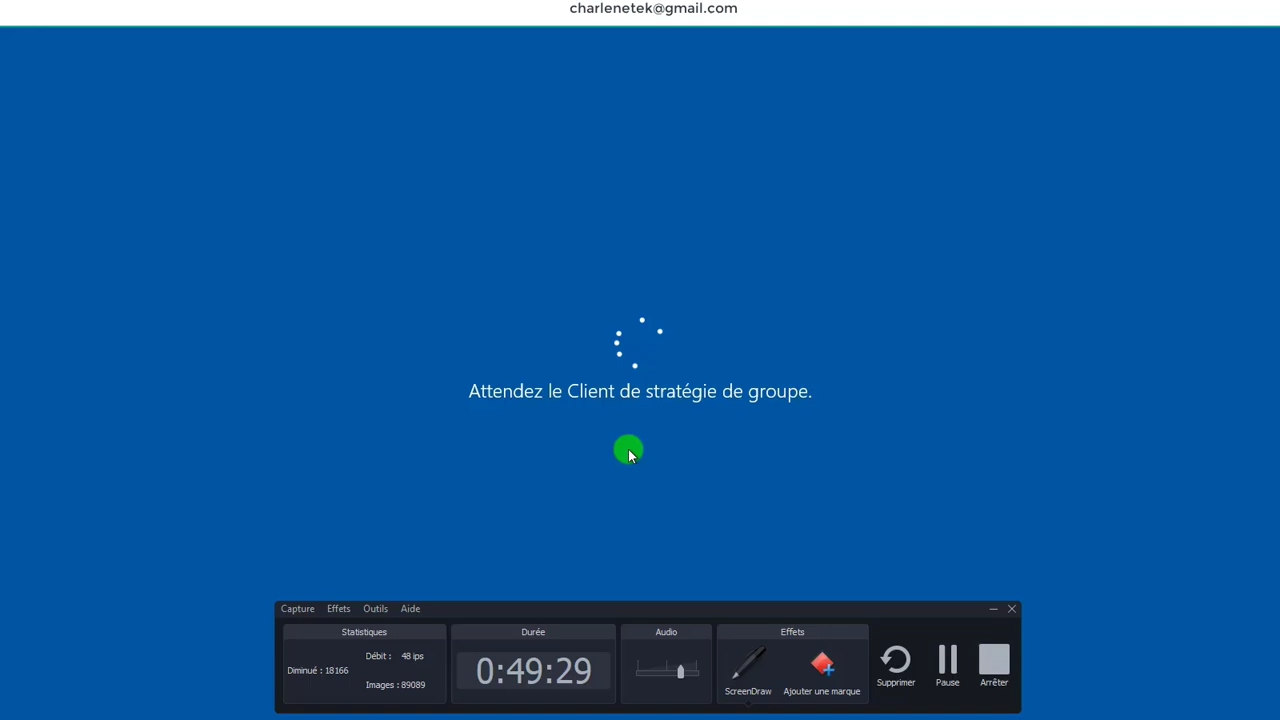 charlenetek@gmail.com
Attendez le Client de stratégie de groupe.
Capture Effets Outils Aide
Statistiques Durée Audio Effets
Débit : 48 ips
Diminué : 18166
Images : 89089
0:49:29
ScreenDraw Ajouter une marque
Supprimer Pause Arrêter